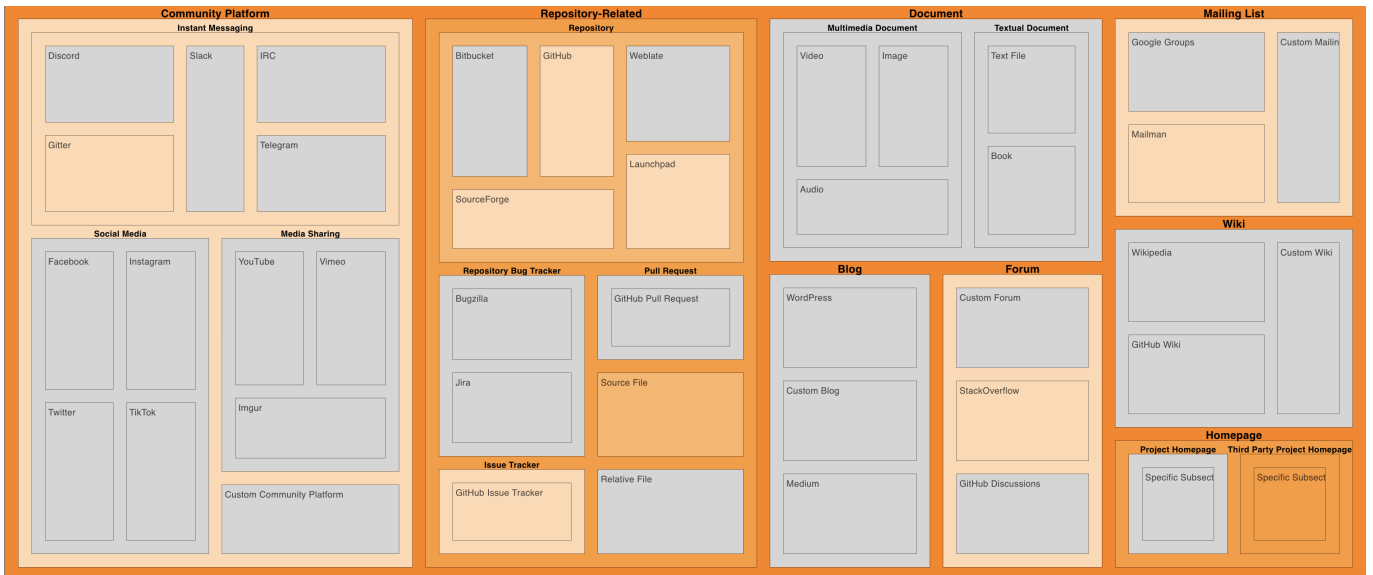 Community Platform
Instant Messaging
Discord
Slack
IRC
Gitter
Telegram
Social Media
Facebook
Instagram
Twitter
TikTok
Media Sharing
YouTube
Vimeo
Imgur
Custom Community Platform
Repository-Related
Repository
Bitbucket
GitHub
Weblate
Launchpad
SourceForge
Repository Bug Tracker
Bugzilla
Jira
Pull Request
GitHub Pull Request
Source File
Issue Tracker
GitHub Issue Tracker
Relative File
Document
Multimedia Document
Video
Image
Audio
Textual Document
Text File
Book
Blog
WordPress
Custom Blog
Medium
Forum
Custom Forum
StackOverflow
GitHub Discussions
Mailing List
Google Groups
Custom Mailin
Mailman
Wiki
Wikipedia
Custom Wiki
GitHub Wiki
Homepage
Project Homepage
Specific Subsect
Third Party Project Homepage
Specific Subsect